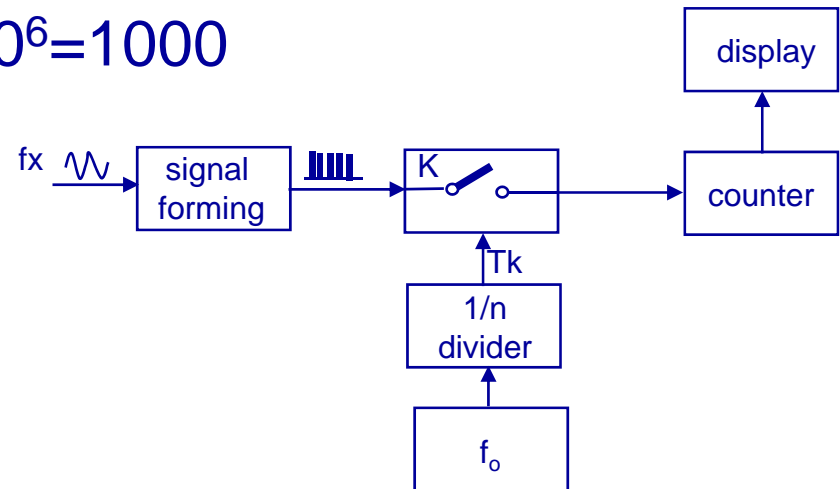 0⁶=1000
display
fx
signal
forming
K
counter
Tk
1/n
divider
fₒ